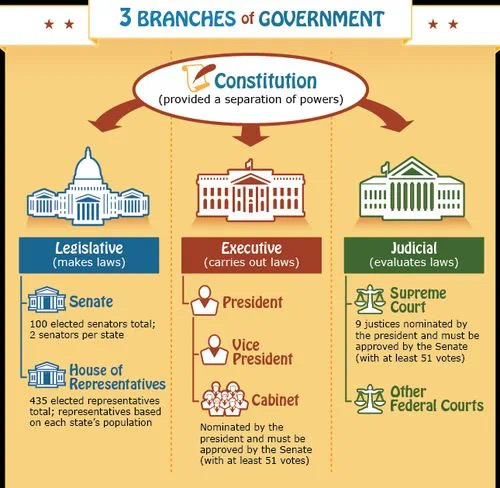 3 BRANCHES of GOVERNMENT
Constitution
(provided a separation of powers)
Legislative
(makes laws)
Senate
100 elected senators total;
2 senators per state
House of
Representatives
435 elected representatives
total; representatives based
on each state's population
Executive
(carries out laws)
President
Vice
President
Cabinet
Nominated by the
president and must be
approved by the Senate
(with at least 51 votes)
Judicial
(evaluates laws)
Supreme
Court
9 justices nominated by
the president and must be
approved by the Senate
(with at least 51 votes)
Other
Federal Courts